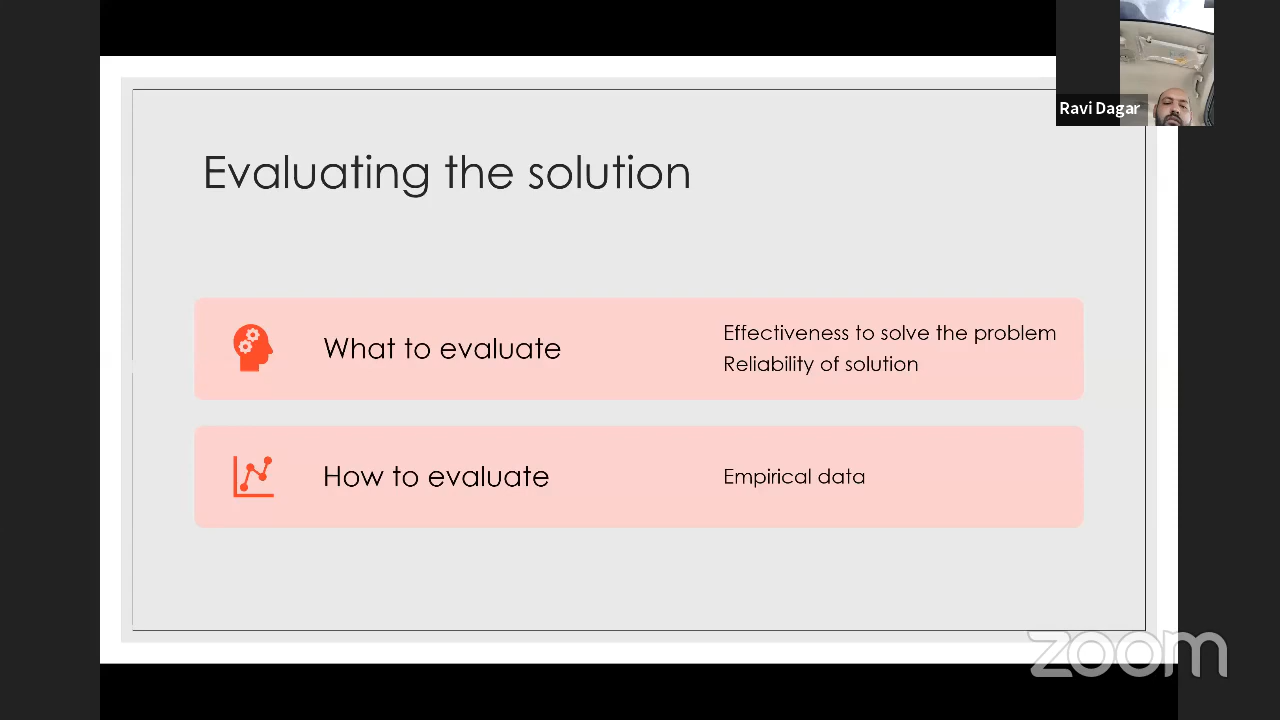 Ravi Dagar
Evaluating the solution
What to evaluate
Effectiveness to solve the problem
Reliability of solution
How to evaluate
Empirical data
zoom